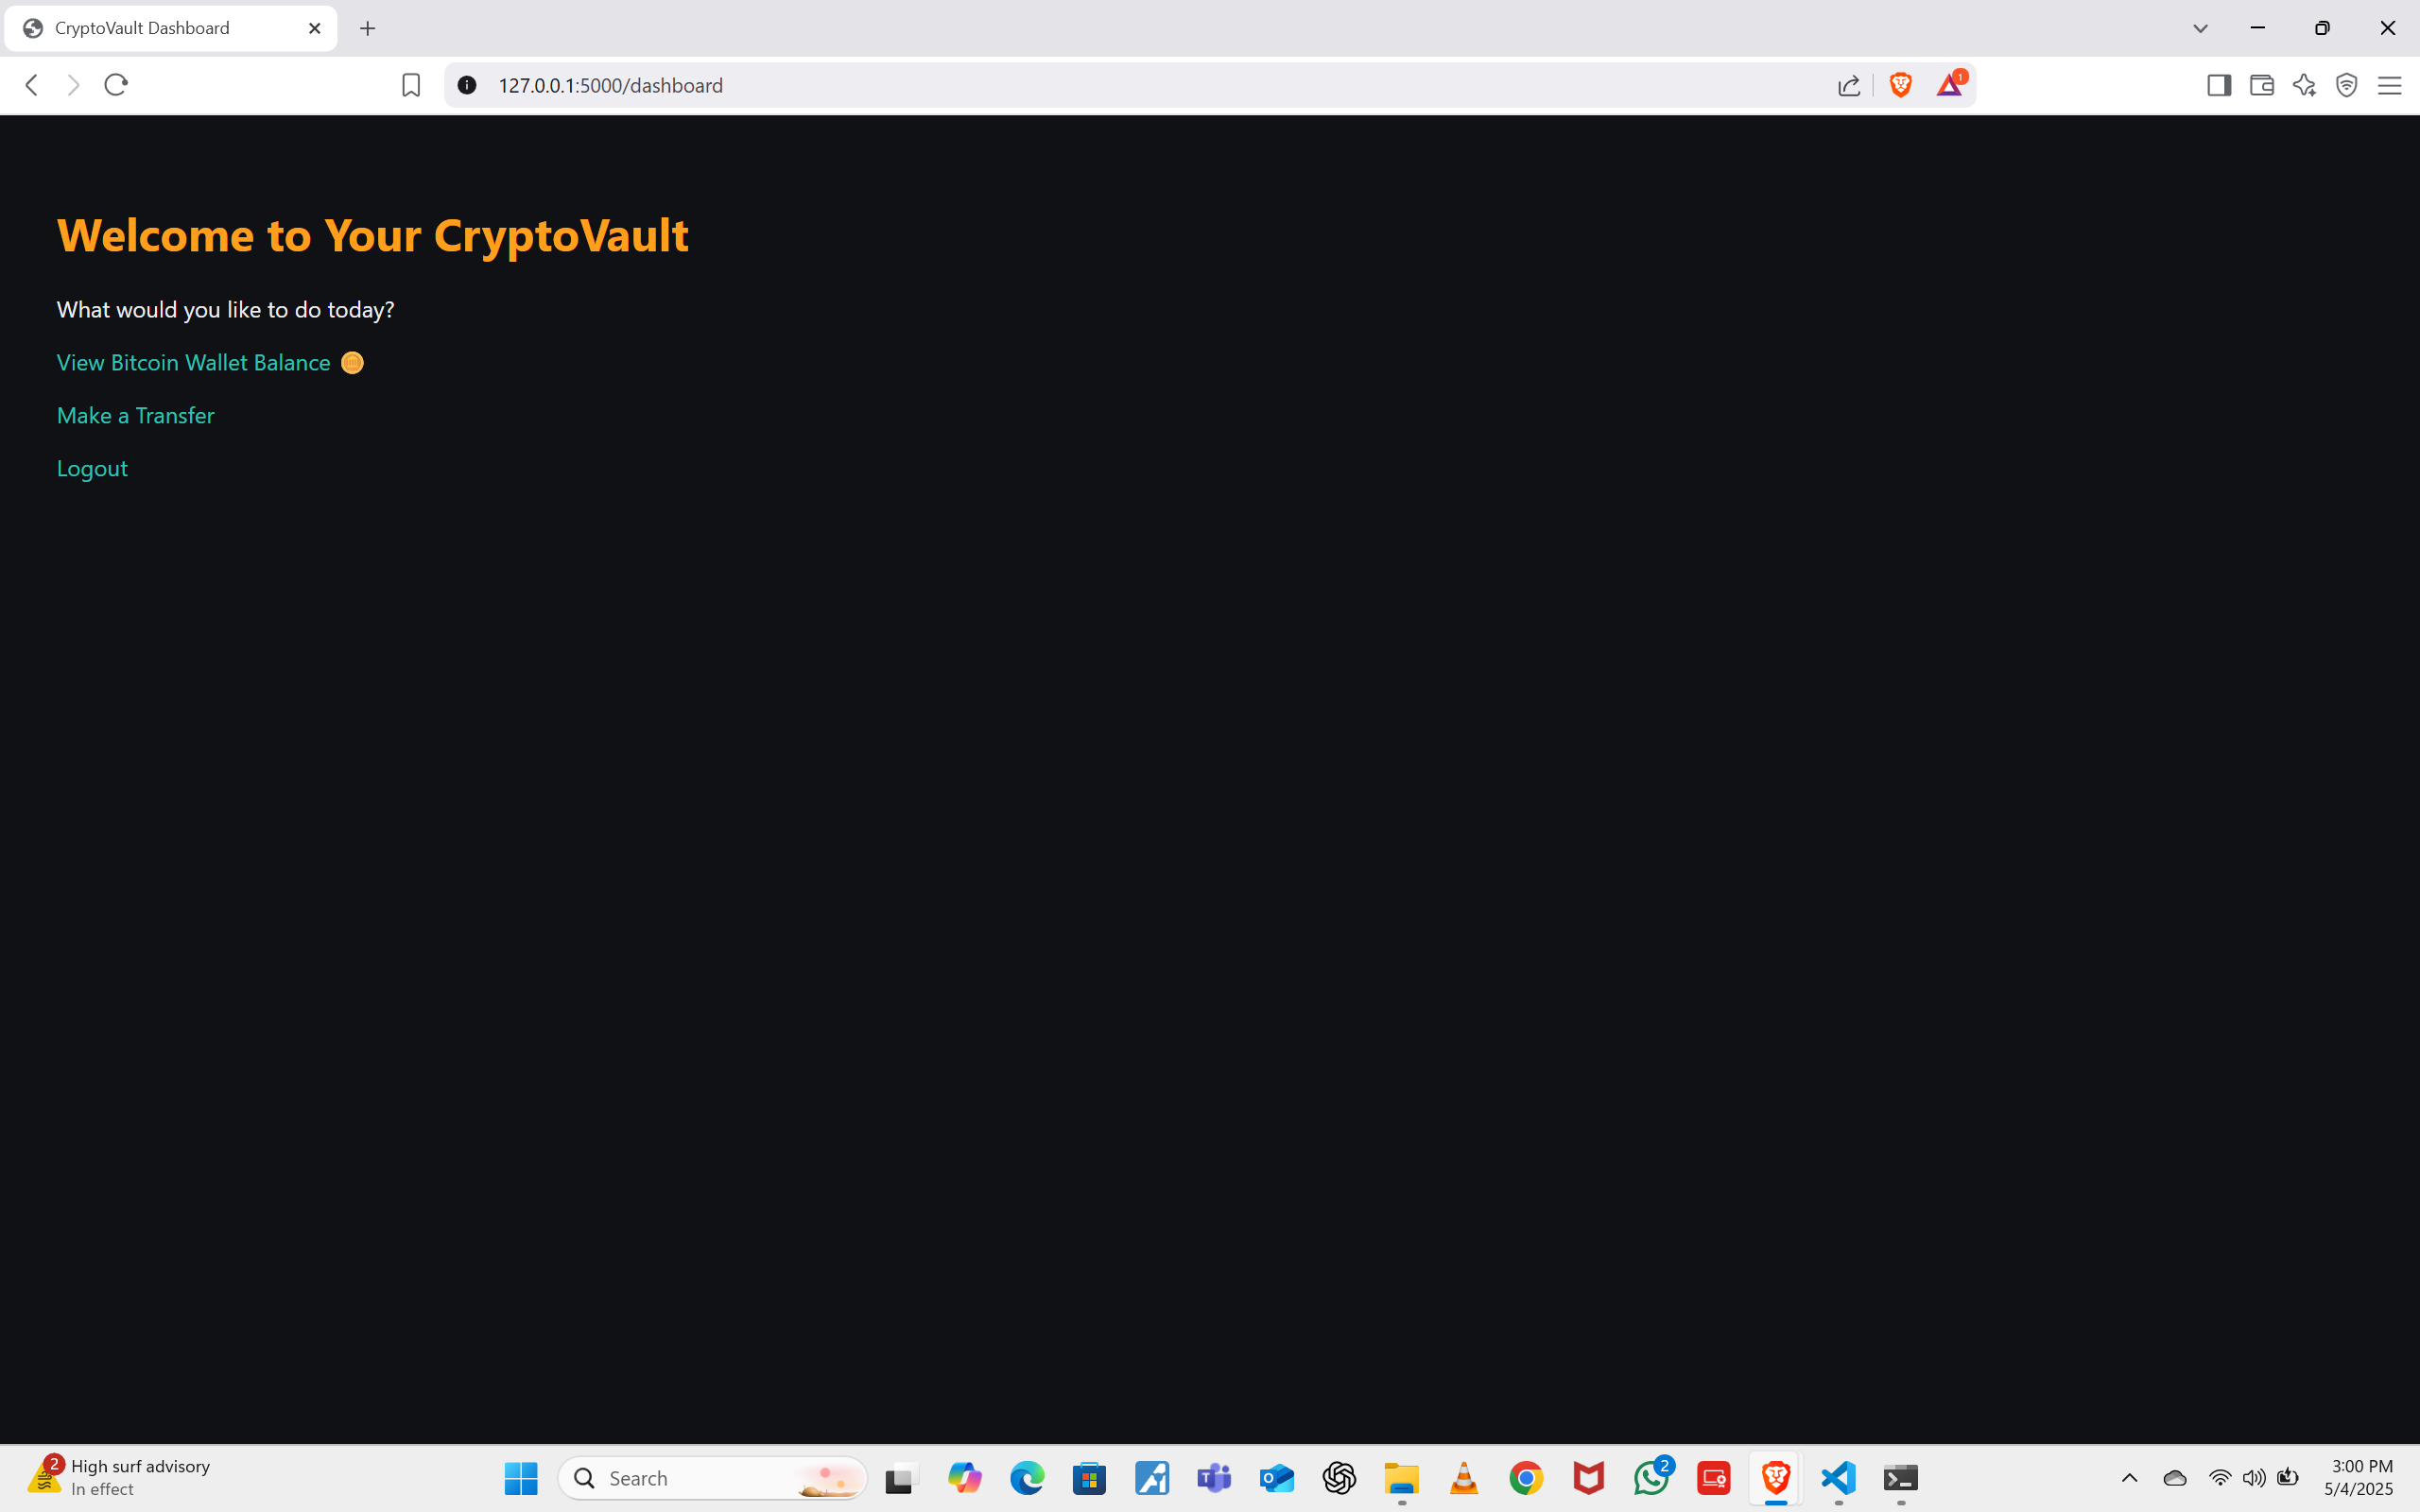 CryptoVault Dashboard
127.0.0.1:5000/dashboard
1
Welcome to Your CryptoVault
What would you like to do today?
View Bitcoin Wallet Balance
Make a Transfer
Logout
2
High surf advisory
In effect
Search
2
3:00 PM
5/4/2025